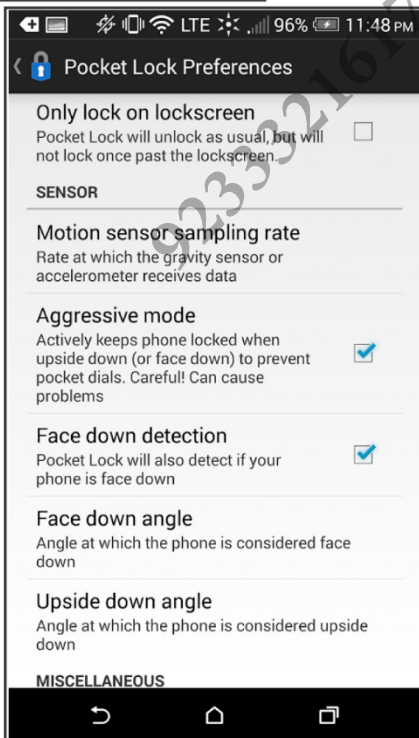 LTE 96% 11:48 PM
Pocket Lock Preferences
Only lock on lockscreen
Pocket Lock will unlock as usual, but will
not lock once past the lockscreen.
SENSOR
Motion sensor sampling rate
Rate at which the gravity sensor or
accelerometer receives data
Aggressive mode
Actively keeps phone locked when
upside down (or face down) to prevent
pocket dials. Careful! Can cause
problems
Face down detection
Pocket Lock will also detect if your
phone is face down
Face down angle
Angle at which the phone is considered face
down
Upside down angle
Angle at which the phone is considered upside
down
MISCELLANEOUS